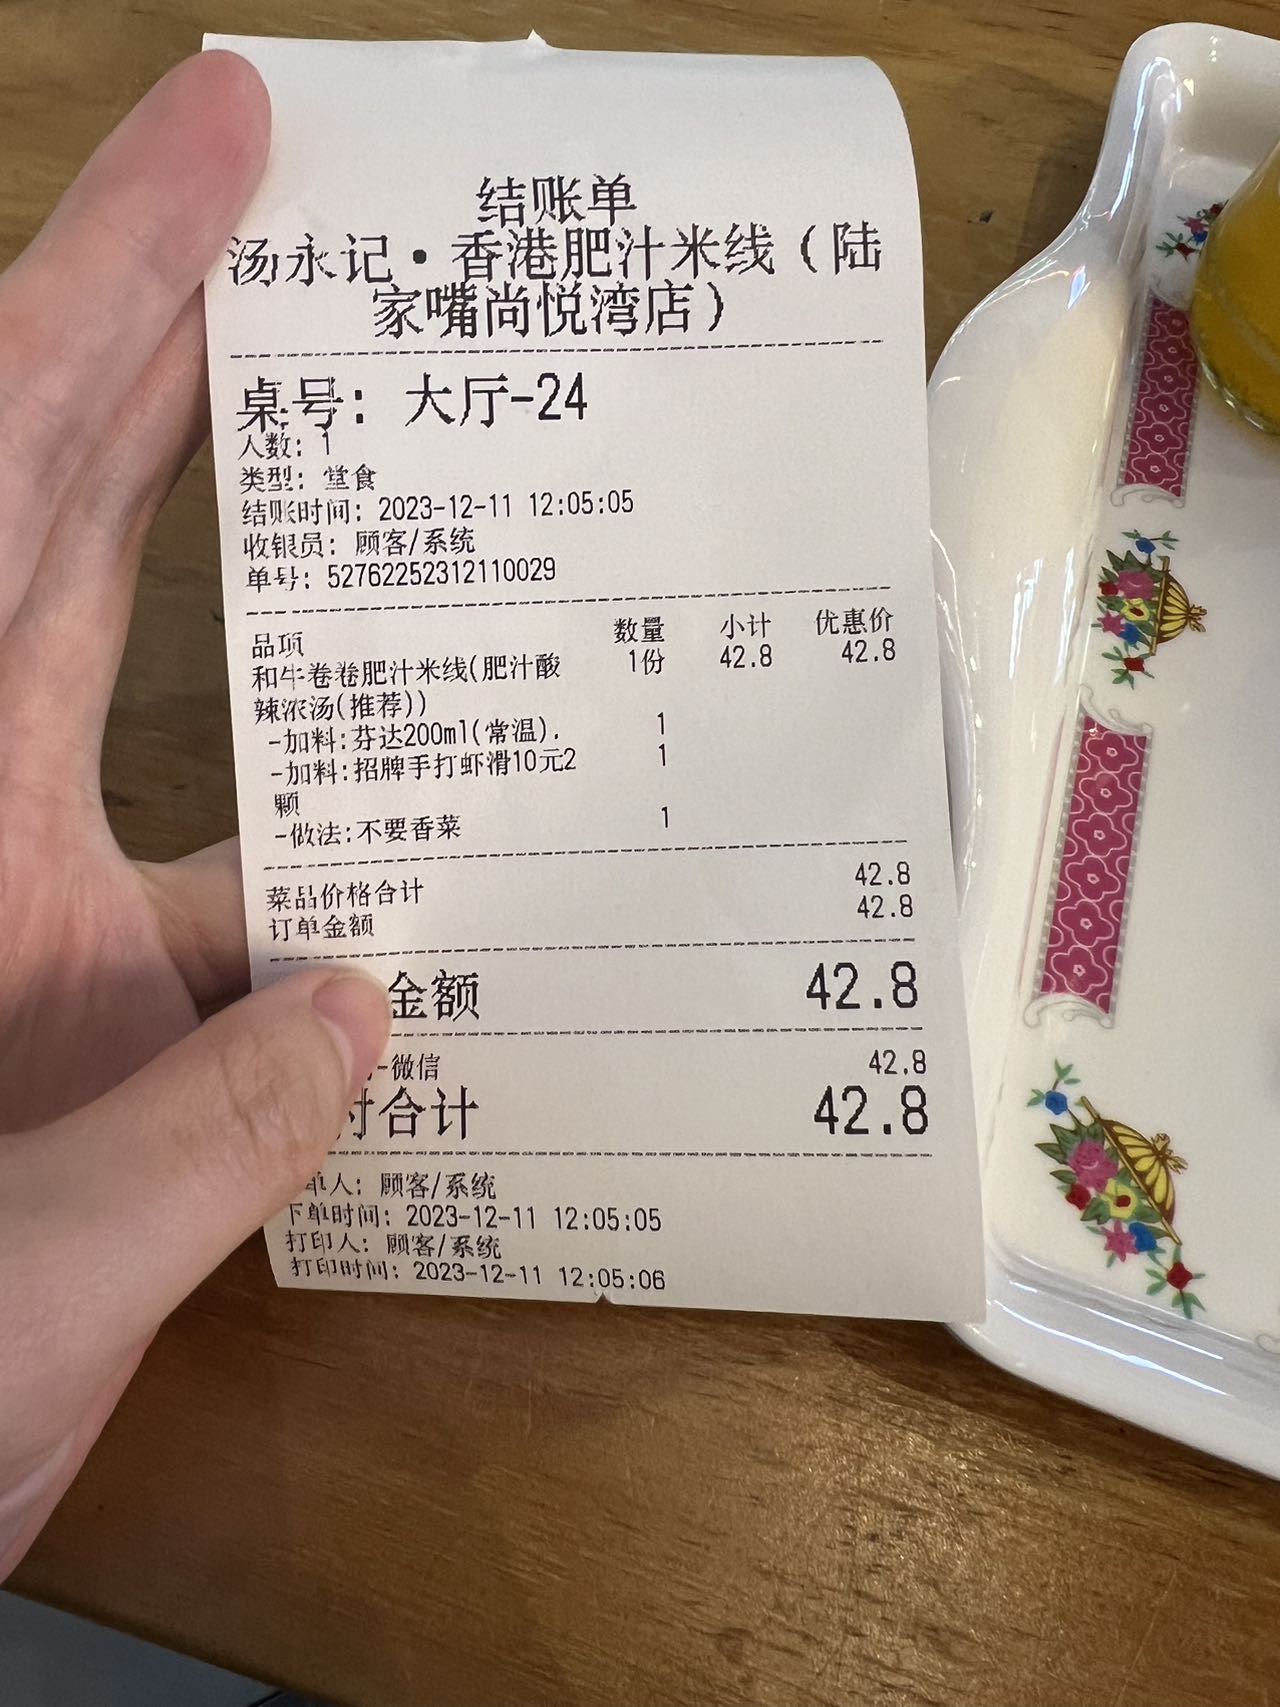 结账单
汤永记·香港肥汁米线（陆
家嘴尚悦湾店）
桌号：大厅-24
人数：1
类型：堂食
结账时间：2023-12-11 12:05:05
收银员：顾客/系统
单号：52762252312110029
品项 数量 小计 优惠价
和牛卷卷肥汁米线(肥汁酸 1份 42.8 42.8
辣浓汤(推荐))
-加料:芬达200ml(常温). 1
-加料:招牌手打虾滑10元2 1
颗
-做法:不要香菜 1
菜品价格合计 42.8
订单金额 42.8
金额 42.8
-微信 42.8
付合计 42.8
单人：顾客/系统
下单时间：2023-12-11 12:05:05
打印人：顾客/系统
打印时间：2023-12-11 12:05:06